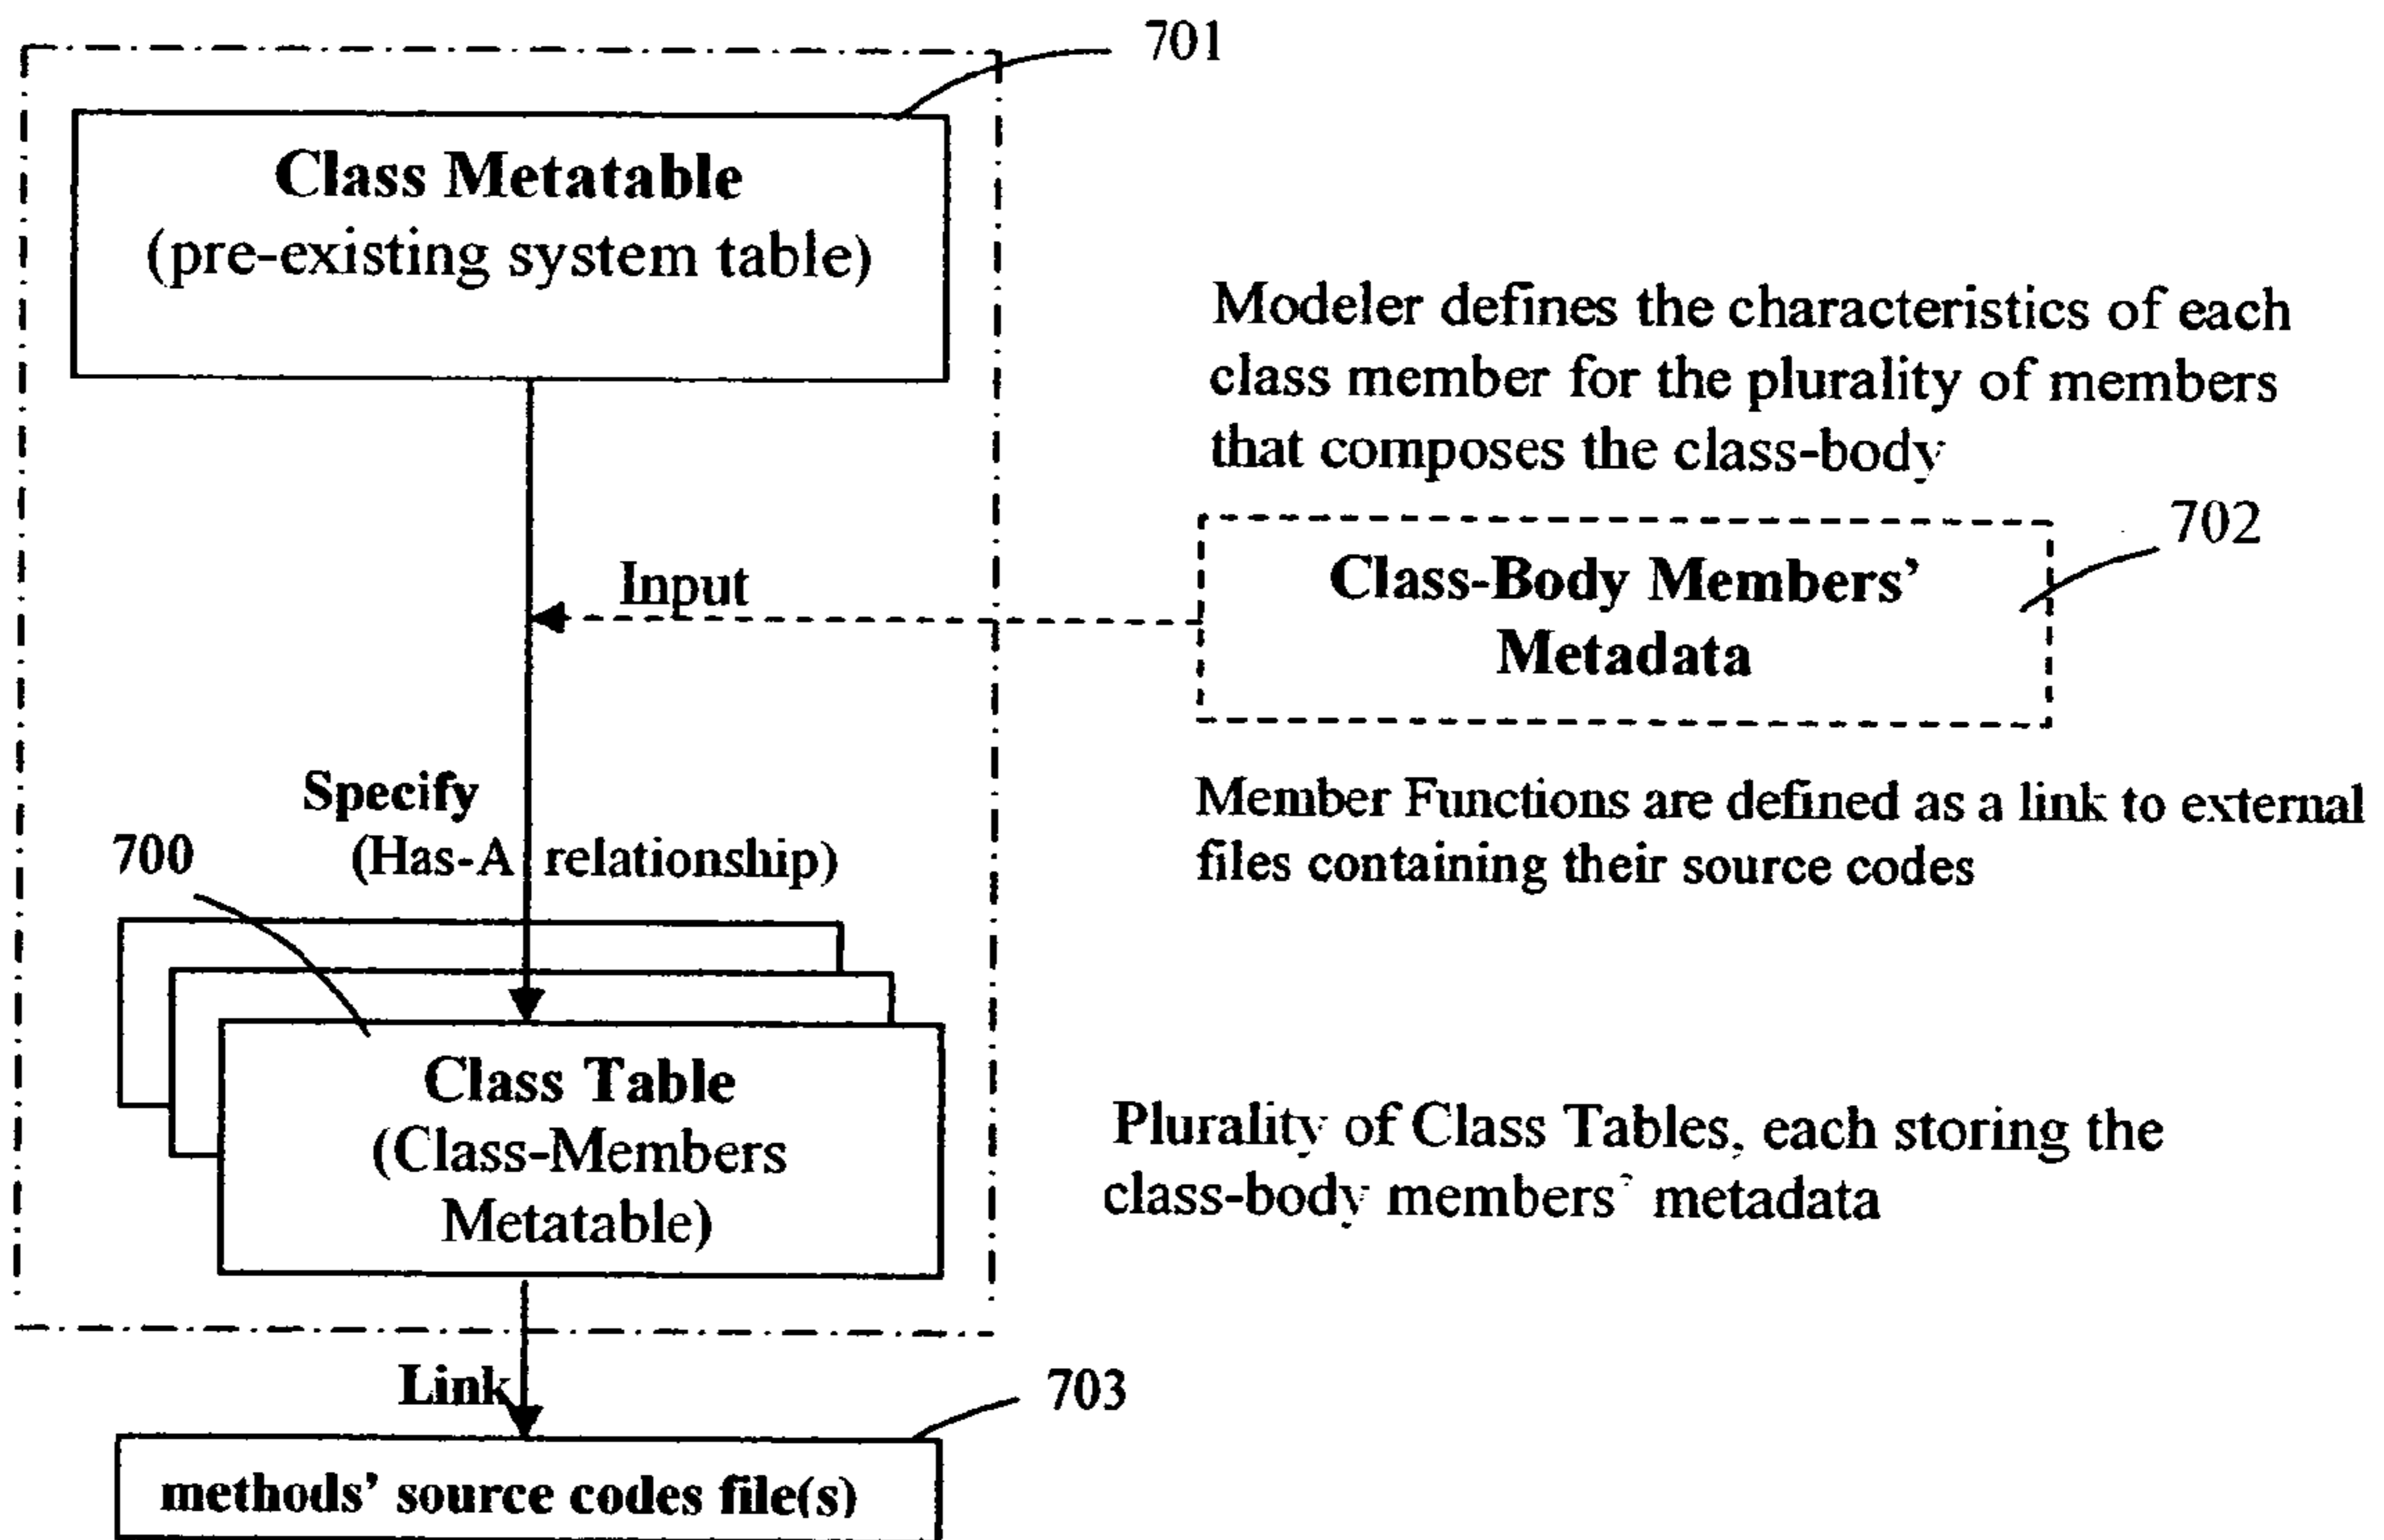 701
Class Metatable
(pre-existing system table)
Modeler defines the characteristics of each
class member for the plurality of members
that composes the class-body
702
Input
Class-Body Members’
Metadata
Specify
(Has-A relationship)
Member Functions are defined as a link to external
files containing their source codes
700
Class Table
(Class-Members
Metatable)
Plurality of Class Tables, each storing the
class-body members’ metadata
Link
703
methods’ source codes file(s)